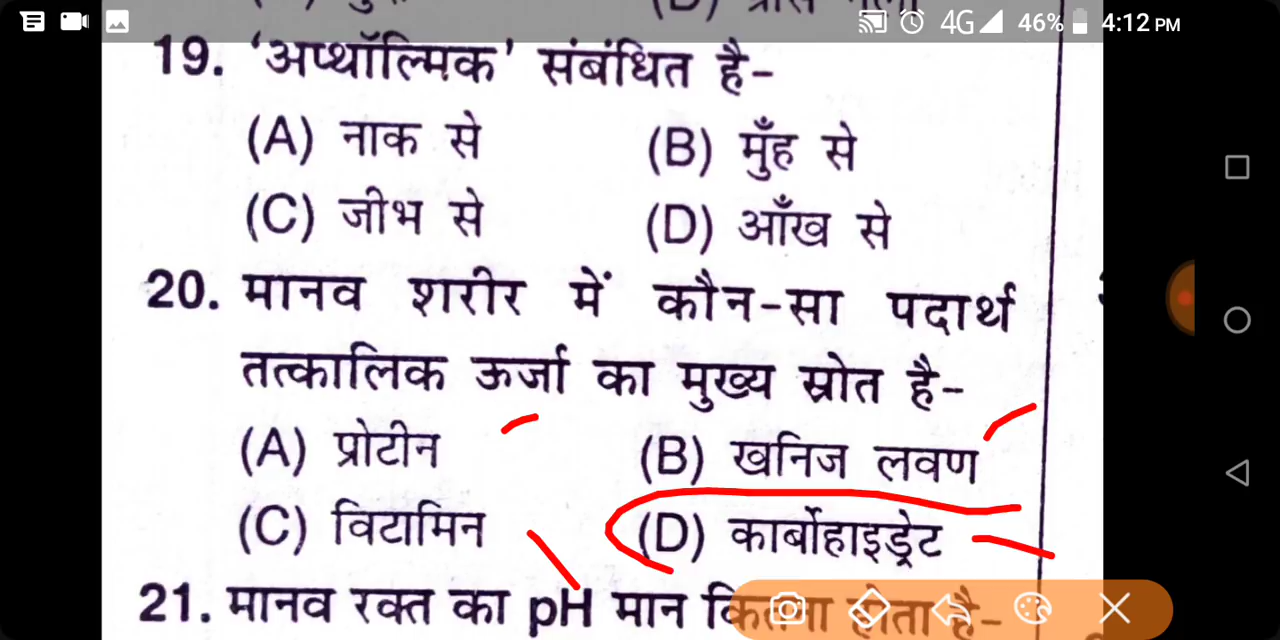 46% 4:12 PM
4G
19. ‘अप्थॉल्मिक’ संबंधित है-
(A) नाक से (B) मुँह से
(C) जीभ से (D) आँख से
20. मानव शरीर में कौन-सा पदार्थ
तत्कालिक ऊर्जा का मुख्य स्रोत है-
(A) प्रोटीन (B) खनिज लवण
(C) विटामिन (D) कार्बोहाइड्रेट
21. मानव रक्त का pH मान कितना होता है-